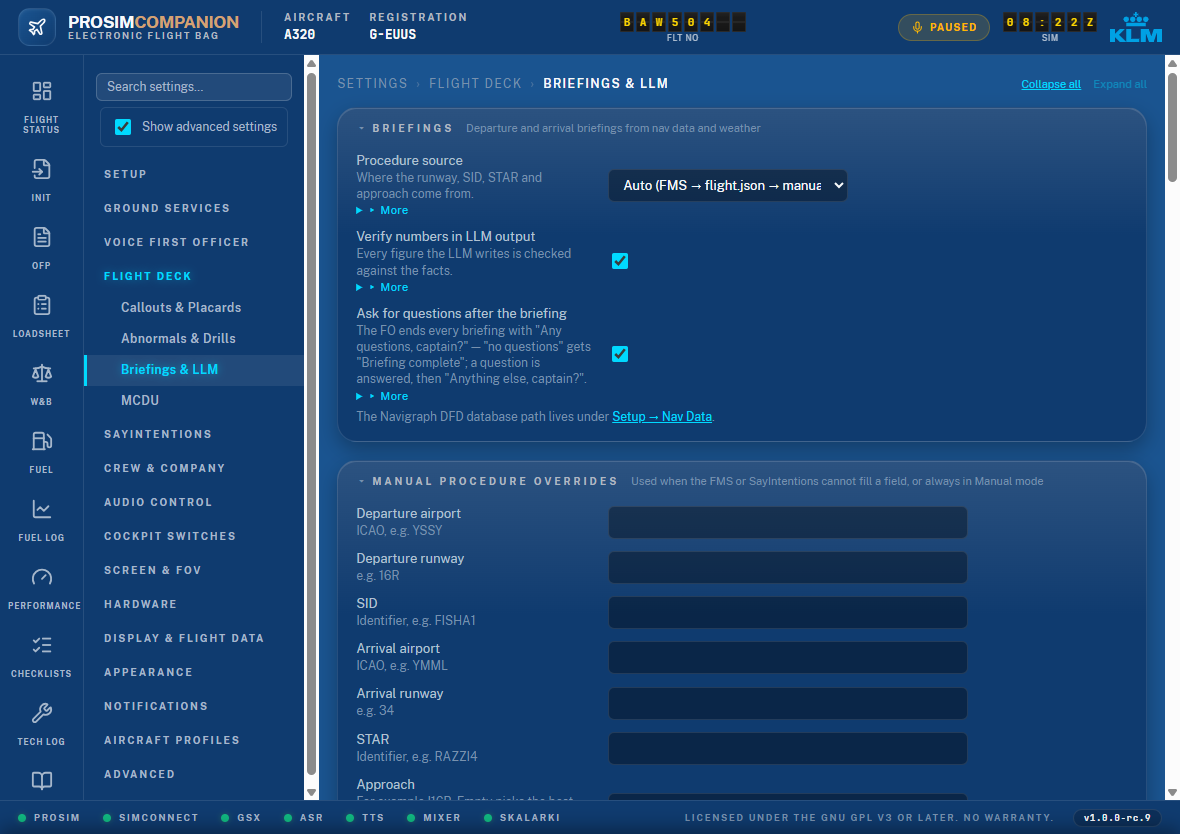 PROSIMCOMPANION
ELECTRONIC FLIGHT BAG
AIRCRAFT
A320
REGISTRATION
G-EUUS
BAW504
FLT NO
PAUSED
08:22Z
SIM
KLM
FLIGHT STATUS
INIT
OFP
LOADSHEET
W&B
FUEL
FUEL LOG
PERFORMANCE
CHECKLISTS
TECH LOG
Search settings...
Show advanced settings
SETUP
GROUND SERVICES
VOICE FIRST OFFICER
FLIGHT DECK
Callouts & Placards
Abnormals & Drills
Briefings & LLM
MCDU
SAYINTENTIONS
CREW & COMPANY
AUDIO CONTROL
COCKPIT SWITCHES
SCREEN & FOV
HARDWARE
DISPLAY & FLIGHT DATA
APPEARANCE
NOTIFICATIONS
AIRCRAFT PROFILES
ADVANCED
SETTINGS › FLIGHT DECK › BRIEFINGS & LLM
Collapse all Expand all
BRIEFINGS Departure and arrival briefings from nav data and weather
Procedure source
Where the runway, SID, STAR and
approach come from.
More
Auto (FMS → flight.json → manua
Verify numbers in LLM output
Every figure the LLM writes is checked
against the facts.
More
Ask for questions after the briefing
The FO ends every briefing with "Any
questions, captain?" — "no questions" gets
"Briefing complete"; a question is
answered, then "Anything else, captain?".
More
The Navigraph DFD database path lives under Setup → Nav Data.
MANUAL PROCEDURE OVERRIDES Used when the FMS or SayIntentions cannot fill a field, or always in Manual mode
Departure airport
ICAO, e.g. YSSY
Departure runway
e.g. 16R
SID
Identifier, e.g. FISHA1
Arrival airport
ICAO, e.g. YMML
Arrival runway
e.g. 34
STAR
Identifier, e.g. RAZZI4
Approach
For example I16R. Empty picks the best
PROSIM
SIMCONNECT
GSX
ASR
TTS
MIXER
SKALARKI
LICENSED UNDER THE GNU GPL V3 OR LATER. NO WARRANTY.
v1.0.0-rc.9